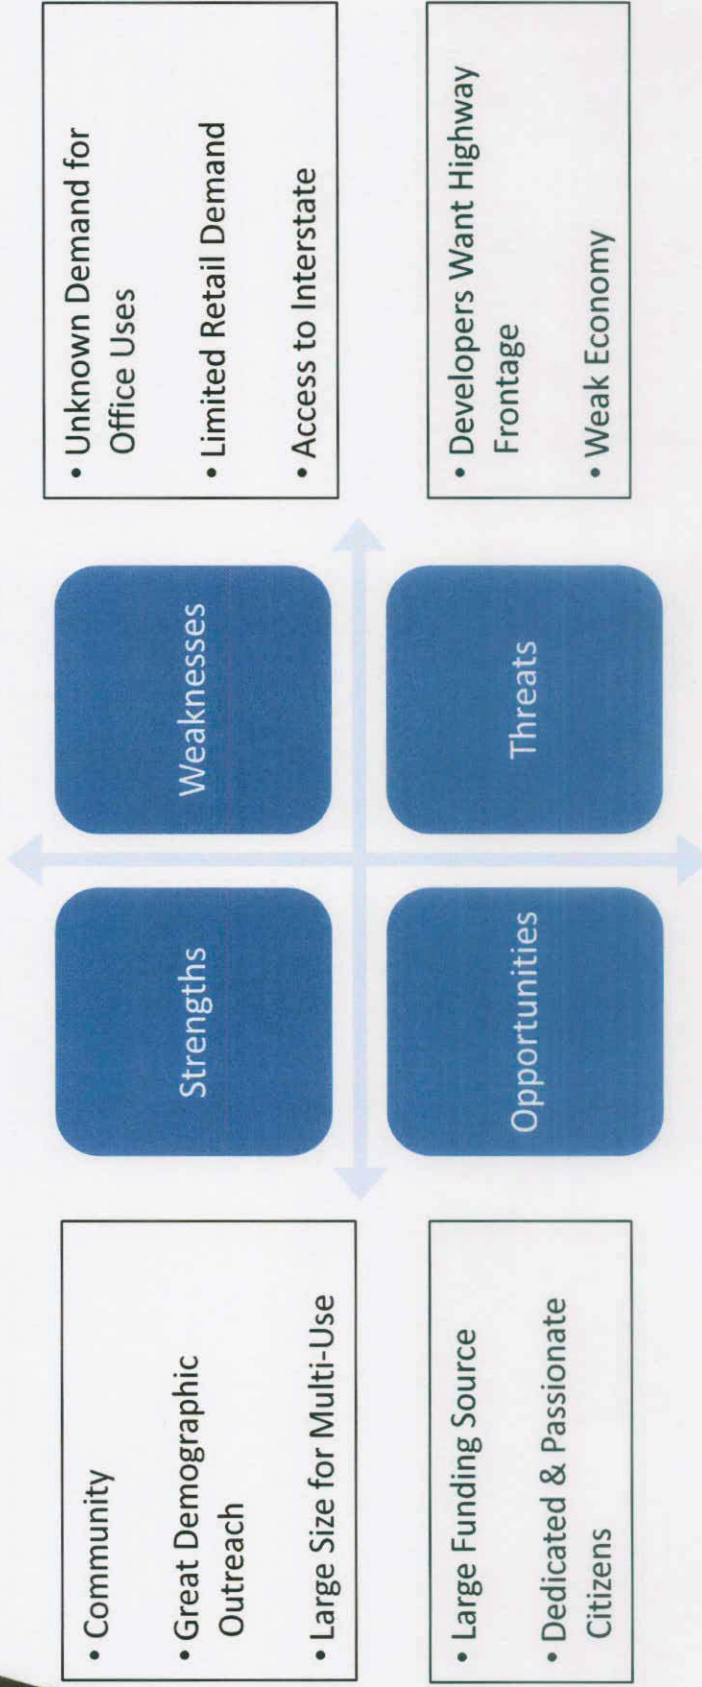 • Community
• Great Demographic
Outreach
• Large Size for Multi-Use
Strengths
Weaknesses
• Unknown Demand for
Office Uses
• Limited Retail Demand
• Access to Interstate
• Large Funding Source
• Dedicated & Passionate
Citizens
Opportunities
Threats
• Developers Want Highway
Frontage
• Weak Economy